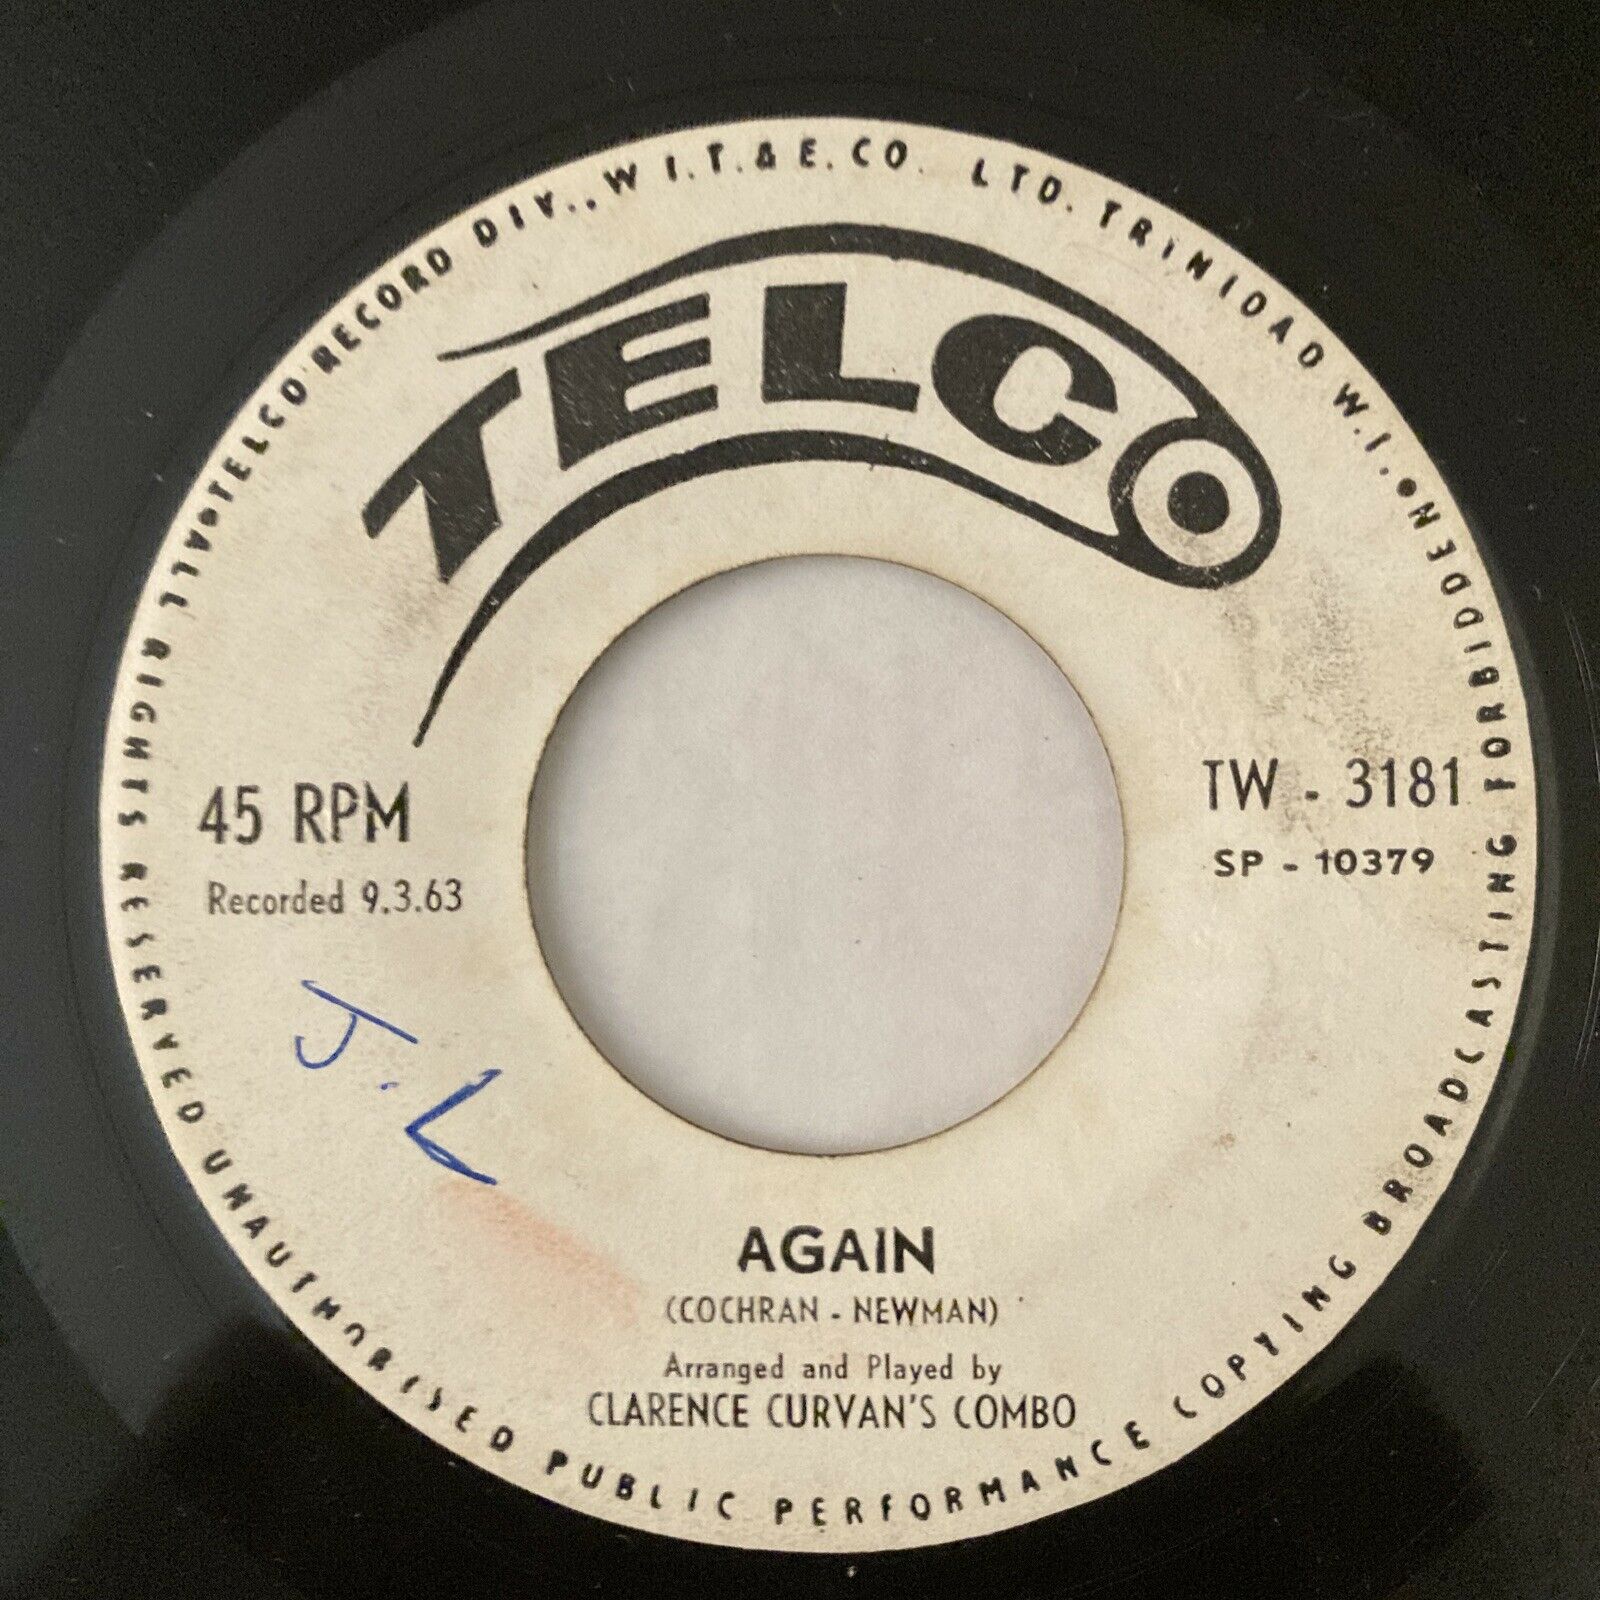 TELCO RECORD DIV., W I.T. & E. CO. LTD. TRINIDAD W.I.
TELCO
45 RPM
Recorded 9.3.63
TW - 3181
SP - 10379
J.L
AGAIN
(COCHRAN - NEWMAN)
Arranged and Played by
CLARENCE CURVAN'S COMBO
ALL RIGHTS RESERVED UNAUTHORISED PUBLIC PERFORMANCE COPYING BROADCASTING FORBIDDEN